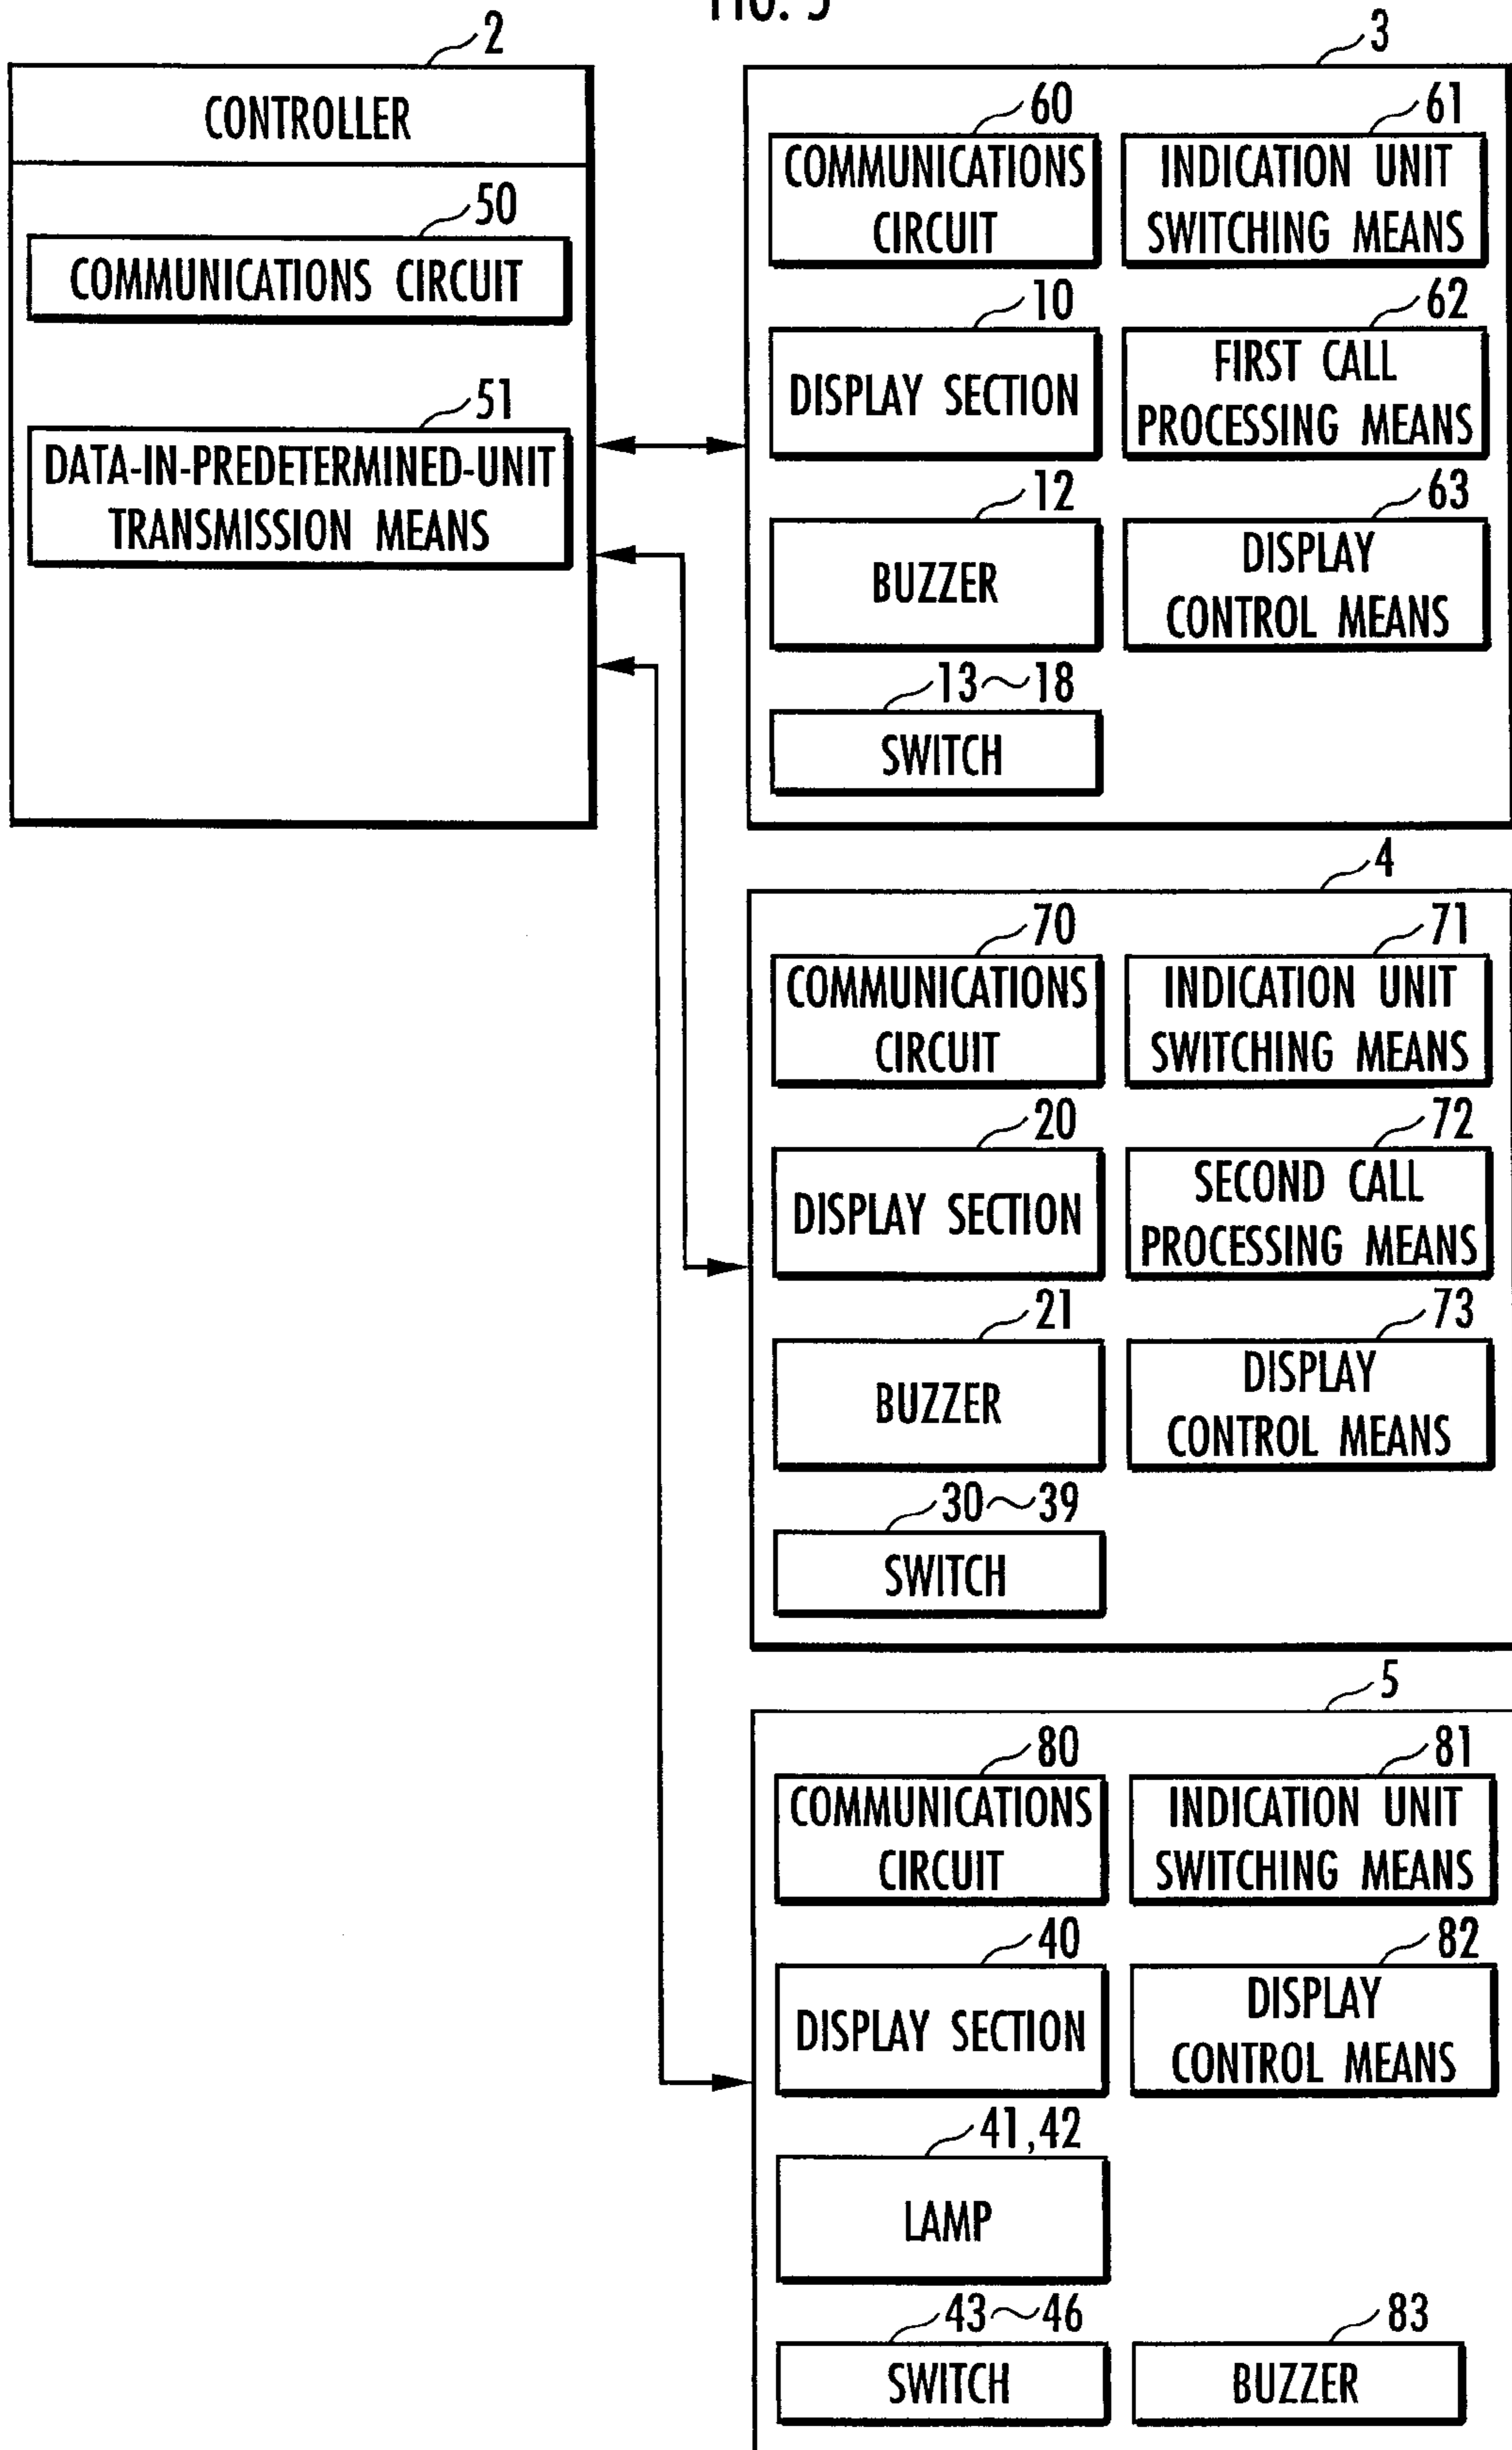 FIG. 3
2
CONTROLLER
50
COMMUNICATIONS CIRCUIT
51
DATA-IN-PREDETERMINED-UNIT
TRANSMISSION MEANS
3
60
COMMUNICATIONS
CIRCUIT
61
INDICATION UNIT
SWITCHING MEANS
10
DISPLAY SECTION
62
FIRST CALL
PROCESSING MEANS
12
BUZZER
63
DISPLAY
CONTROL MEANS
13~18
SWITCH
4
70
COMMUNICATIONS
CIRCUIT
71
INDICATION UNIT
SWITCHING MEANS
20
DISPLAY SECTION
72
SECOND CALL
PROCESSING MEANS
21
BUZZER
73
DISPLAY
CONTROL MEANS
30~39
SWITCH
5
80
COMMUNICATIONS
CIRCUIT
81
INDICATION UNIT
SWITCHING MEANS
40
DISPLAY SECTION
82
DISPLAY
CONTROL MEANS
41,42
LAMP
43~46
SWITCH
83
BUZZER